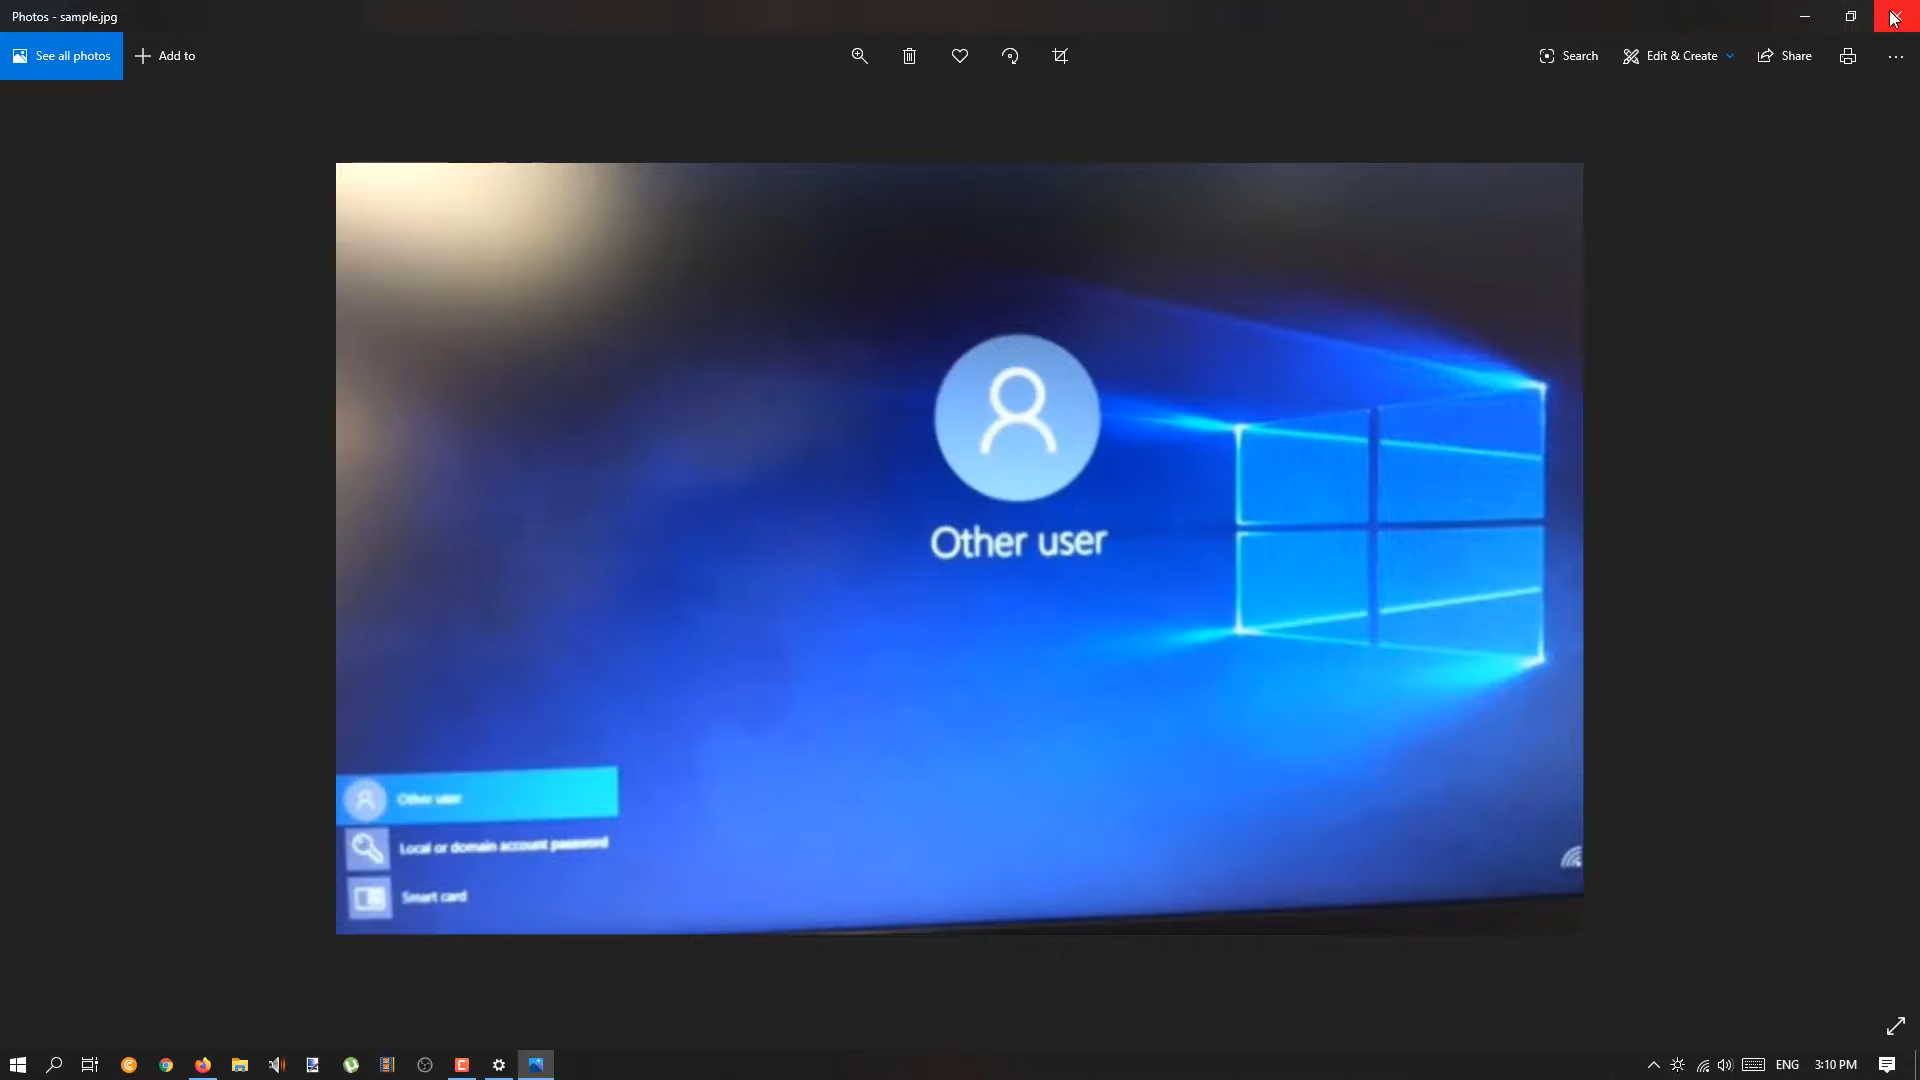 Photos - sample.jpg
See all photos
Add to
Search
Edit & Create
Share
Other user
Other user
Local or domain account password
Smart card
ENG
3:10 PM